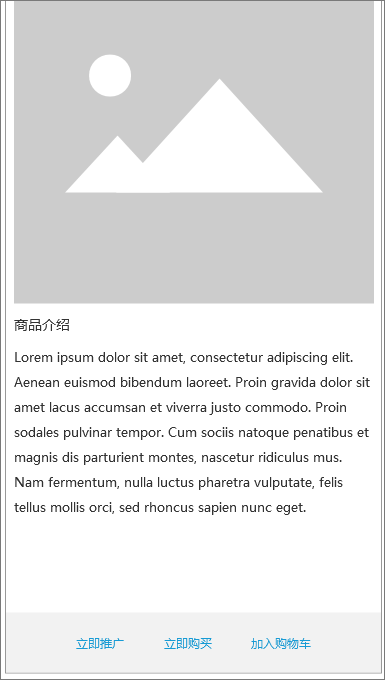 商品介绍
Lorem ipsum dolor sit amet, consectetur adipiscing elit.
Aenean euismod bibendum laoreet. Proin gravida dolor sit
amet lacus accumsan et viverra justo commodo. Proin
sodales pulvinar tempor. Cum sociis natoque penatibus et
magnis dis parturient montes, nascetur ridiculus mus.
Nam fermentum, nulla luctus pharetra vulputate, felis
tellus mollis orci, sed rhoncus sapien nunc eget.
立即推广 立即购买 加入购物车